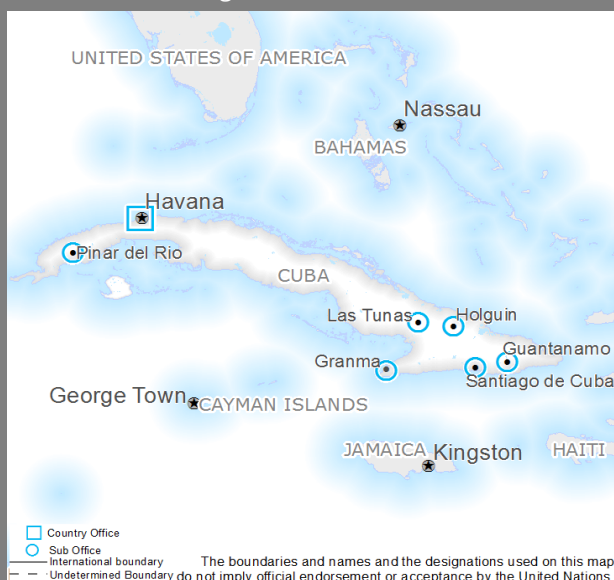 UNITED STATES OF AMERICA
Nassau
BAHAMAS
Havana
Pinar del Rio
CUBA
Las Tunas
Holguin
Guantanamo
Granma
Santiago de Cuba
George Town
CAYMAN ISLANDS
JAMAICA
Kingston
HAITI
Country Office
Sub Office
International boundary
Undetermined Boundary
The boundaries and names and the designations used on this map
do not imply official endorsement or acceptance by the United Nations